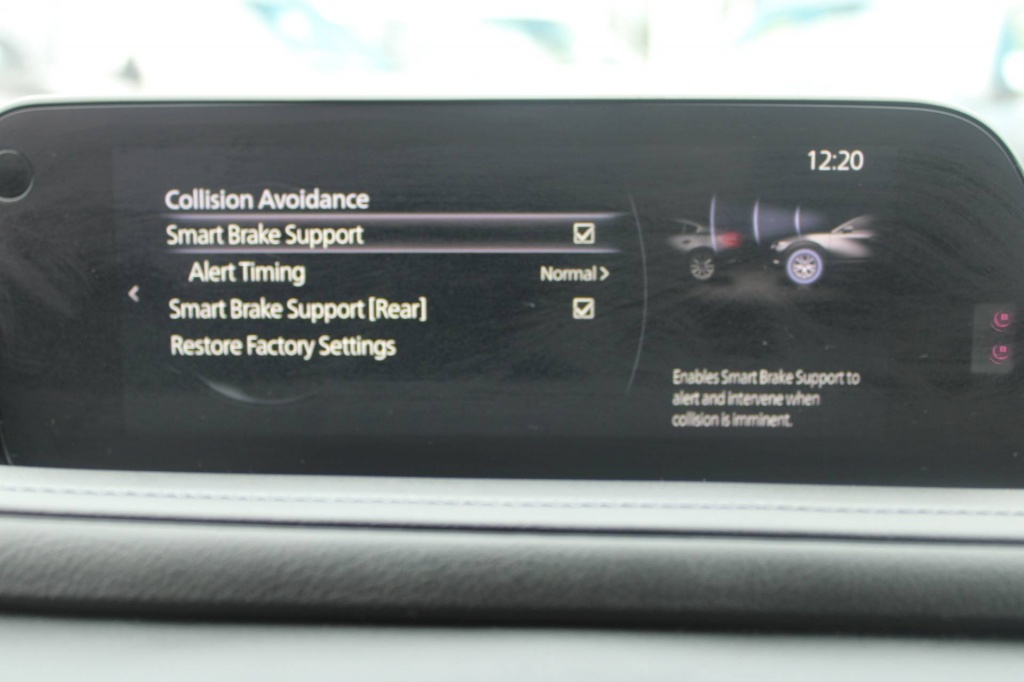 12:20
Collision Avoidance
Smart Brake Support
Alert Timing Normal >
Smart Brake Support [Rear]
Restore Factory Settings
Enables Smart Brake Support to
alert and intervene when
collision is imminent.